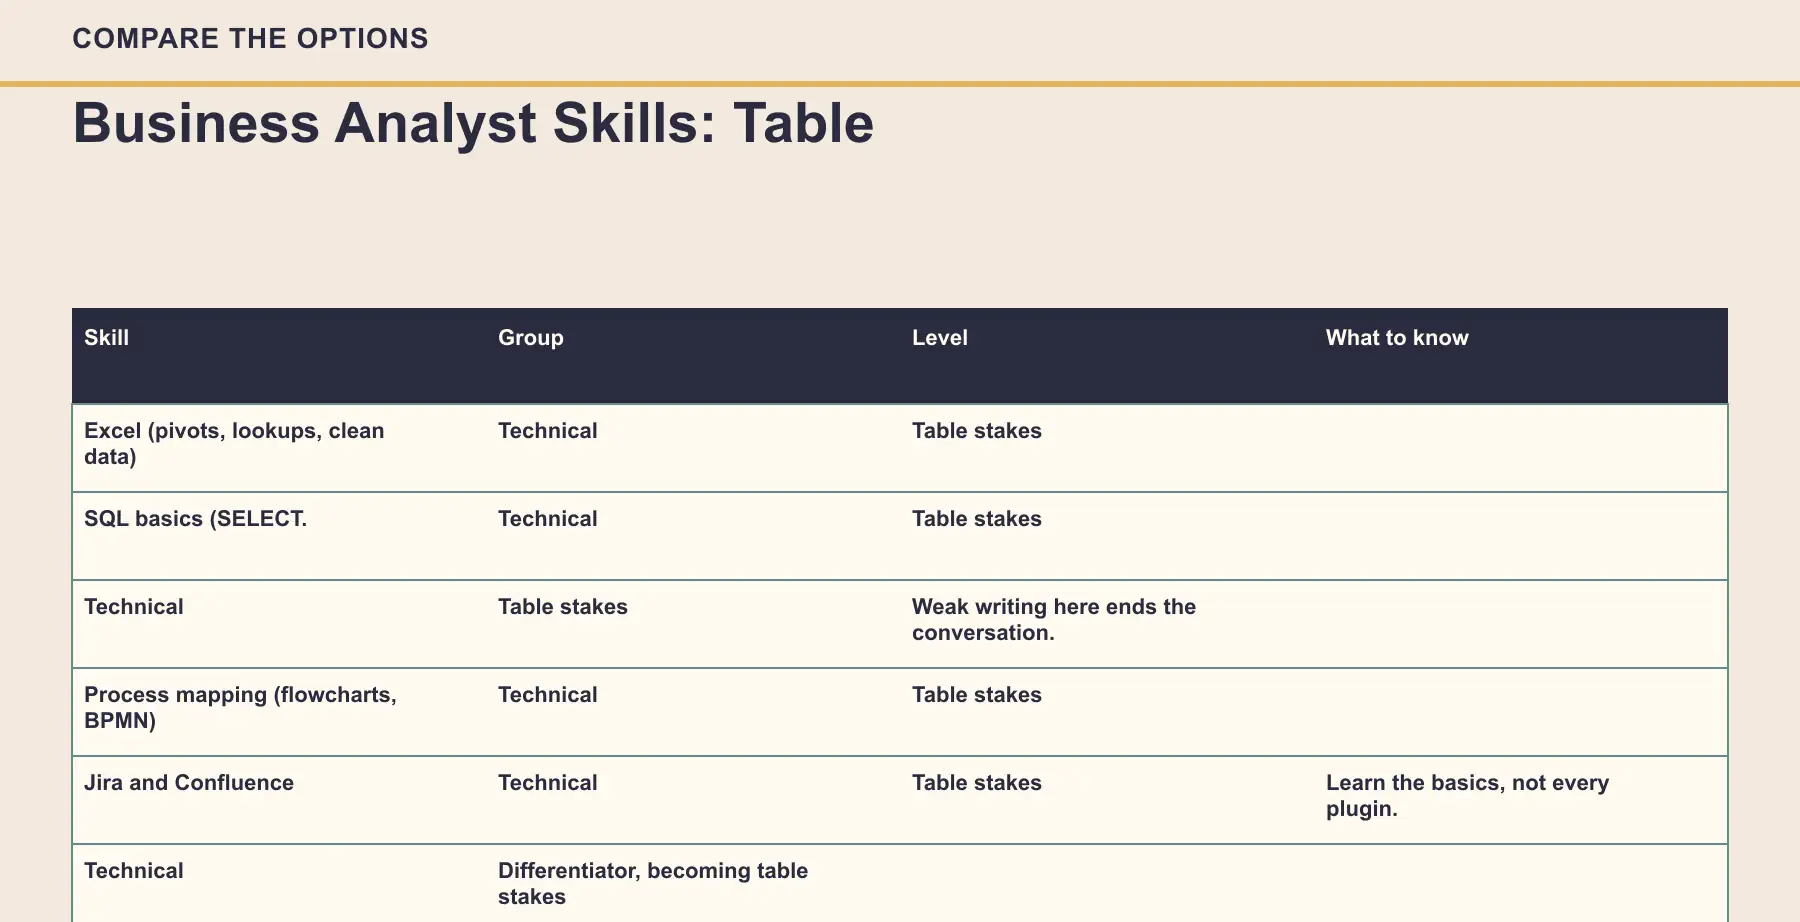 COMPARE THE OPTIONS
Business Analyst Skills: Table
Skill Group Level What to know
Excel (pivots, lookups, clean
data)
Technical
Table stakes
SQL basics (SELECT.
Technical
Table stakes
Technical
Table stakes
Weak writing here ends the
conversation.
Process mapping (flowcharts,
BPMN)
Technical
Table stakes
Jira and Confluence
Technical
Table stakes
Learn the basics, not every
plugin.
Technical
Differentiator, becoming table
stakes